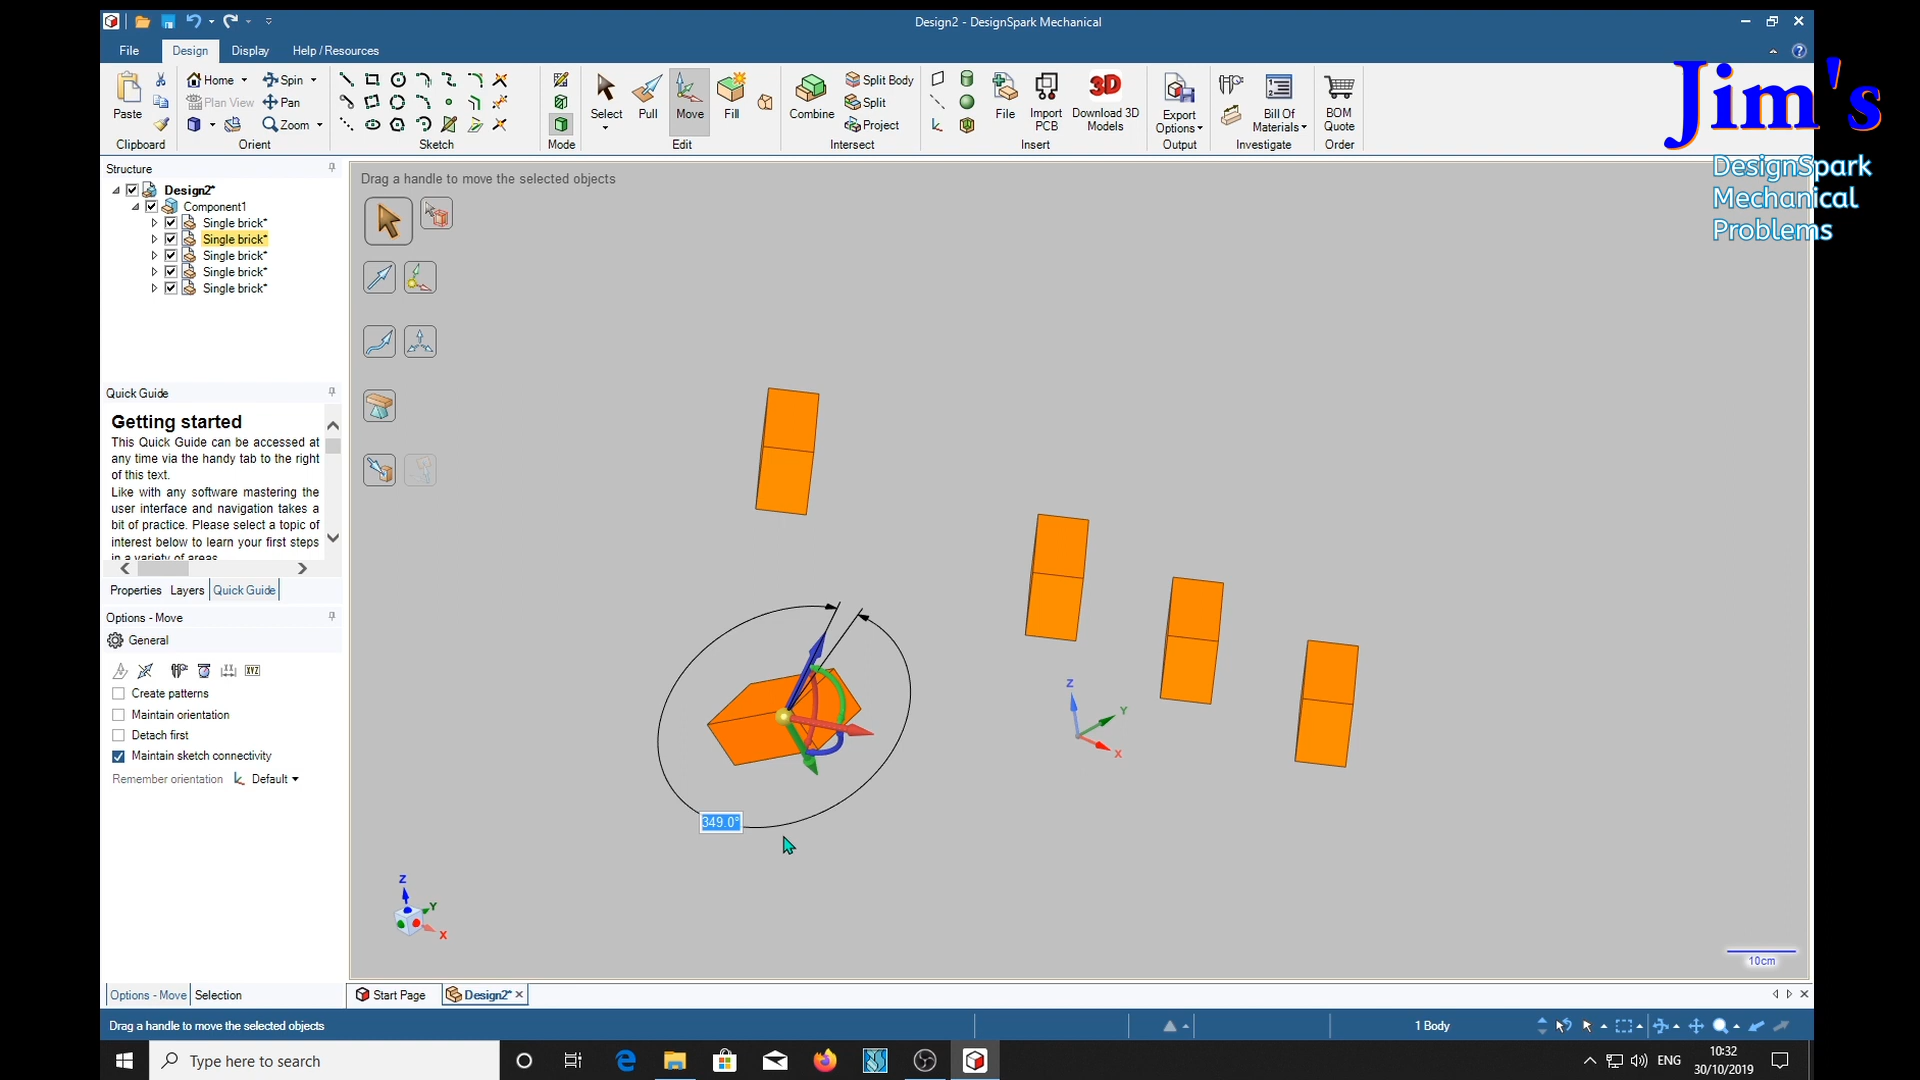 Design2 - DesignSpark Mechanical
File Design Display Help / Resources
Jim's
DesignSpark
Mechanical
Problems
Home Spin Split Body
Plan View Pan Split
Zoom Project
Paste Select Pull Move Fill Combine File Import PCB Download 3D Models Export Options Bill Of Materials BOM Quote
3D
Clipboard Orient Sketch Mode Edit Intersect Insert Output Investigate Order
Structure
Design2*
Component1
Single brick*
Single brick*
Single brick*
Single brick*
Single brick*
Drag a handle to move the selected objects
Quick Guide
Getting started
This Quick Guide can be accessed at
any time via the handy tab to the right
of this text.
Like with any software mastering the
user interface and navigation takes a
bit of practice. Please select a topic of
interest below to learn your first steps
in a variety of areas.
Properties Layers Quick Guide
Options - Move
General
XYZ
Create patterns
Maintain orientation
Detach first
Maintain sketch connectivity
Remember orientation Default
349.0°
Z
Y
X
Z
Y
X
10cm
Options - Move Selection
Start Page Design2*
Drag a handle to move the selected objects
1 Body
Type here to search
ENG
10:32
30/10/2019